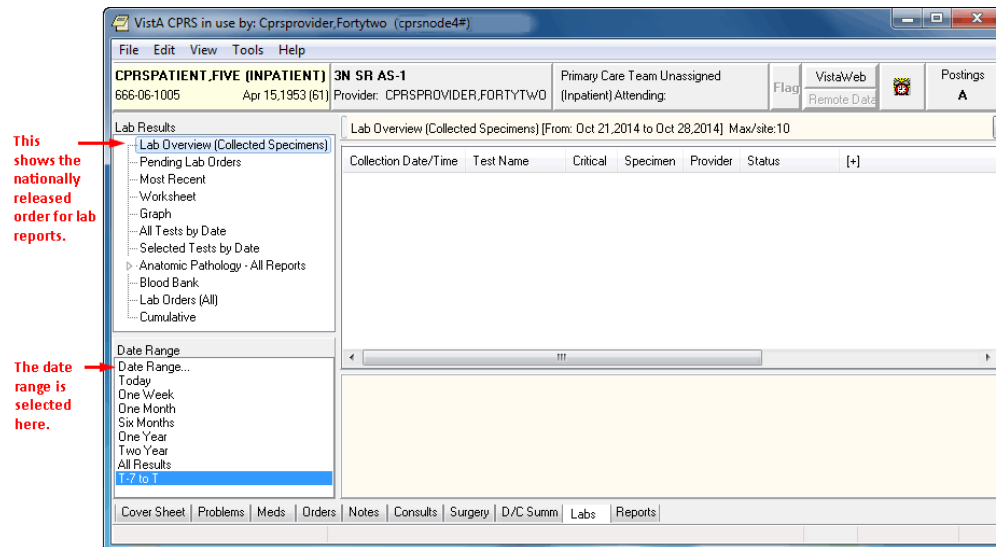 VistA CPRS in use by: Cprsprovider,Fortytwo (cprsnode4#)
File Edit View Tools Help
CPRSPATIENT,FIVE (INPATIENT) 3N SR AS-1 Primary Care Team Unassigned Flag VistaWeb Postings
666-06-1005 Apr 15,1953 (61) Provider: CPRSPROVIDER,FORTYTWO (Inpatient) Attending: Remote Data A
Lab Results
Lab Overview (Collected Specimens) [From: Oct 21,2014 to Oct 28,2014] Max/site:10
This
shows the
nationally
released
order for lab
reports.
Lab Overview (Collected Specimens)
Pending Lab Orders
Most Recent
Worksheet
Graph
All Tests by Date
Selected Tests by Date
Anatomic Pathology - All Reports
Blood Bank
Lab Orders (All)
Cumulative
Collection Date/Time Test Name Critical Specimen Provider Status [+]
The date
range is
selected
here.
Date Range
Date Range...
Today
One Week
One Month
Six Months
One Year
Two Year
All Results
T-7 to T
Cover Sheet Problems Meds Orders Notes Consults Surgery D/C Summ Labs Reports